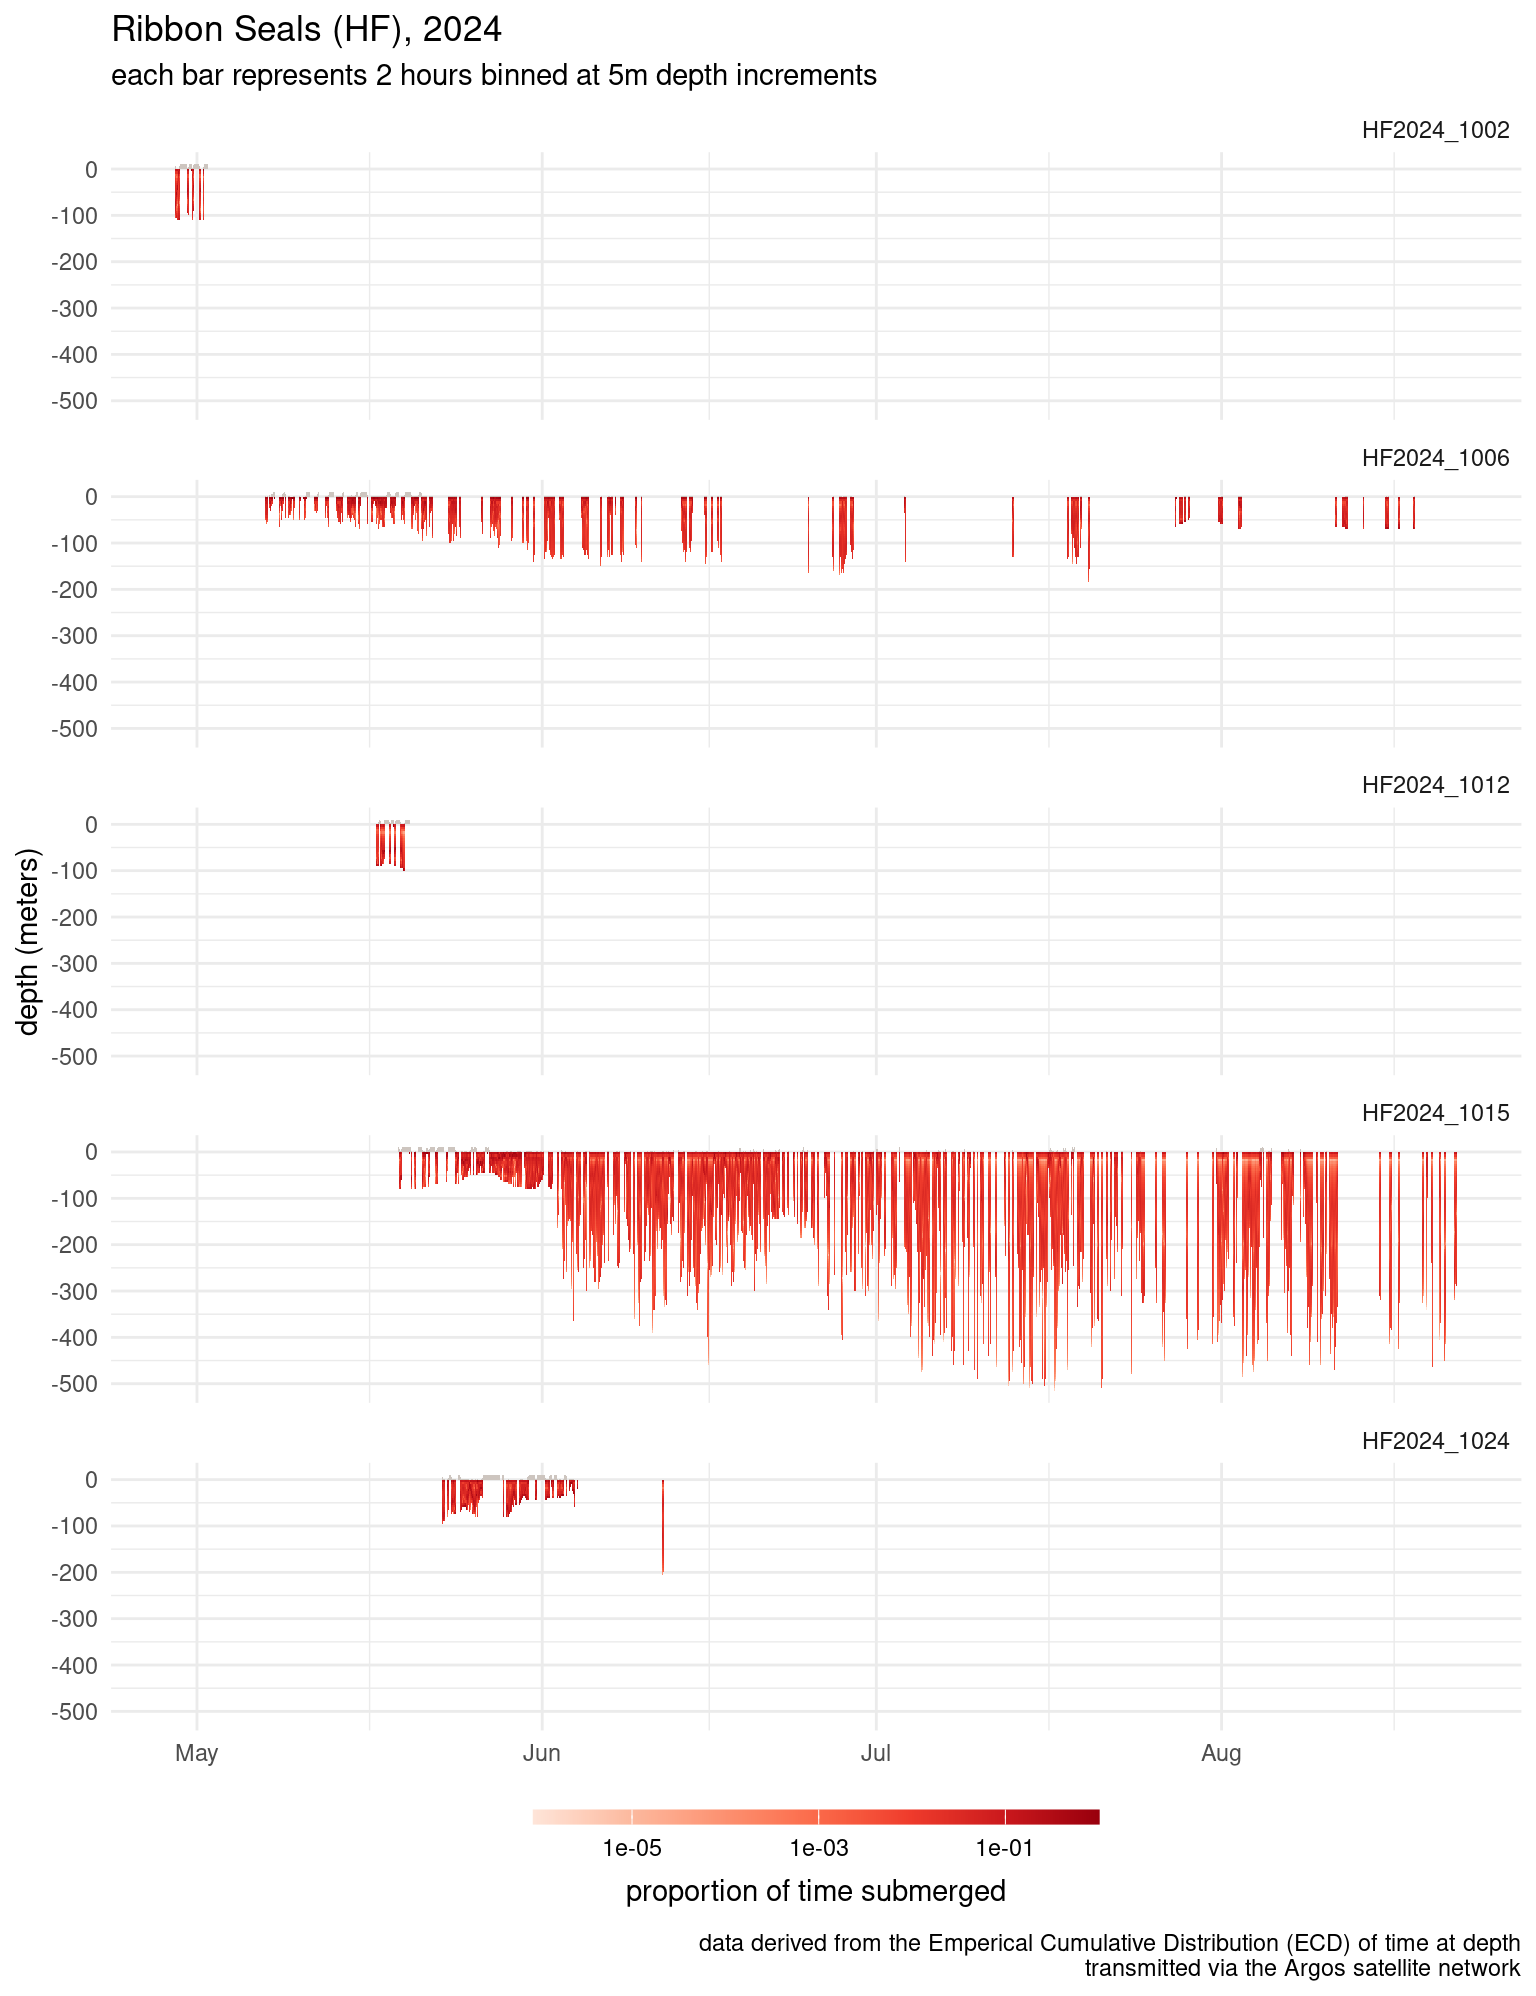 Ribbon Seals (HF), 2024
each bar represents 2 hours binned at 5m depth increments
HF2024_1002
0
-100
-200
-300
-400
-500
HF2024_1006
0
-100
-200
-300
-400
-500
HF2024_1012
0
-100
-200
-300
-400
-500
depth (meters)
HF2024_1015
0
-100
-200
-300
-400
-500
HF2024_1024
0
-100
-200
-300
-400
-500
May Jun Jul Aug
1e-05 1e-03 1e-01
proportion of time submerged
data derived from the Emperical Cumulative Distribution (ECD) of time at depth
transmitted via the Argos satellite network